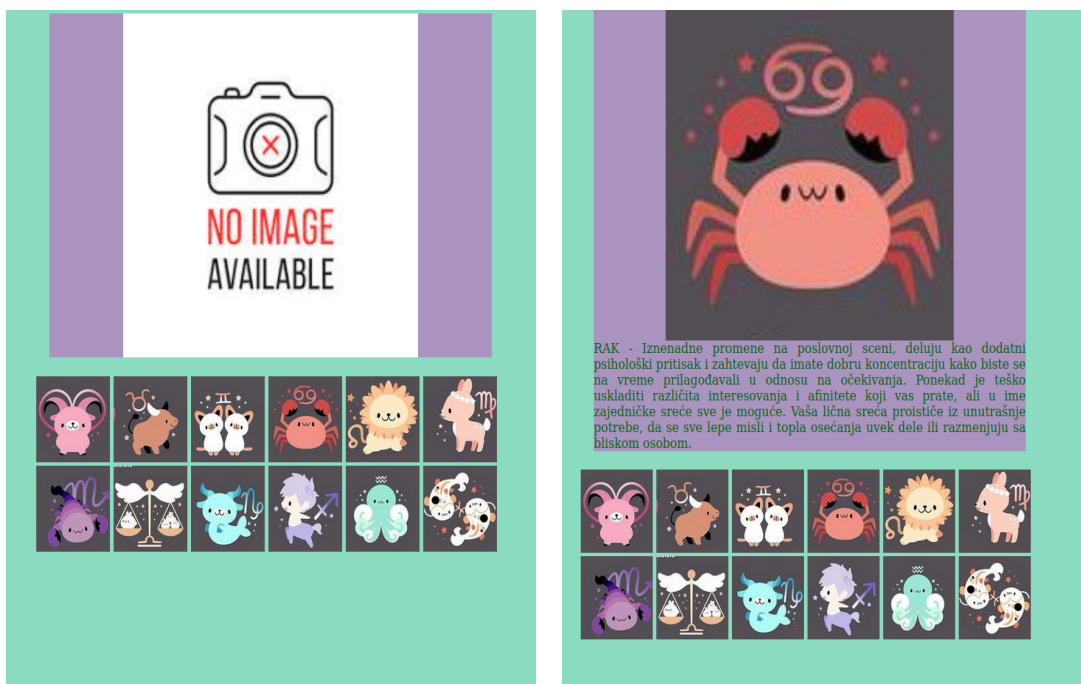 NO IMAGE
AVAILABLE
RAK - Iznenadne promene na poslovnoj sceni, deluju kao dodatni
psihološki pritisak i zahtevaju da imate dobru koncentraciju kako biste se
na vreme prilagođavali u odnosu na očekivanja. Ponekad je teško
uskladiti različita interesovanja i afinitete koji vas prate, ali u ime
zajedničke sreće sve je moguće. Vaša lična sreća proističe iz unutrašnje
potrebe, da se sve lepe misli i topla osećanja uvek dele ili razmenjuju sa
bliskom osobom.